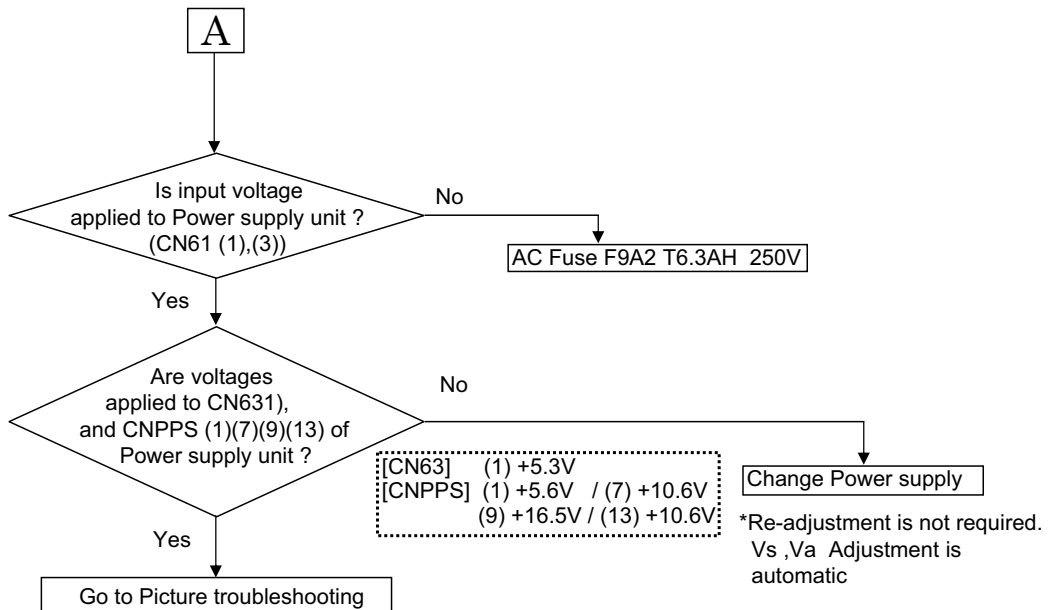 A
Is input voltage
applied to Power supply unit ?
(CN61 (1),(3))
No
AC Fuse F9A2 T6.3AH 250V
Yes
Are voltages
applied to CN631),
and CNPPS (1)(7)(9)(13) of
Power supply unit ?
No
[CN63] (1) +5.3V
[CNPPS] (1) +5.6V / (7) +10.6V
(9) +16.5V / (13) +10.6V
Change Power supply
*Re-adjustment is not required.
Vs ,Va Adjustment is
automatic
Yes
Go to Picture troubleshooting